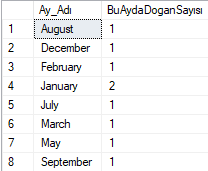 Ay_Adı BuAydaDoganSayısı
1 August 1
2 December 1
3 February 1
4 January 2
5 July 1
6 March 1
7 May 1
8 September 1